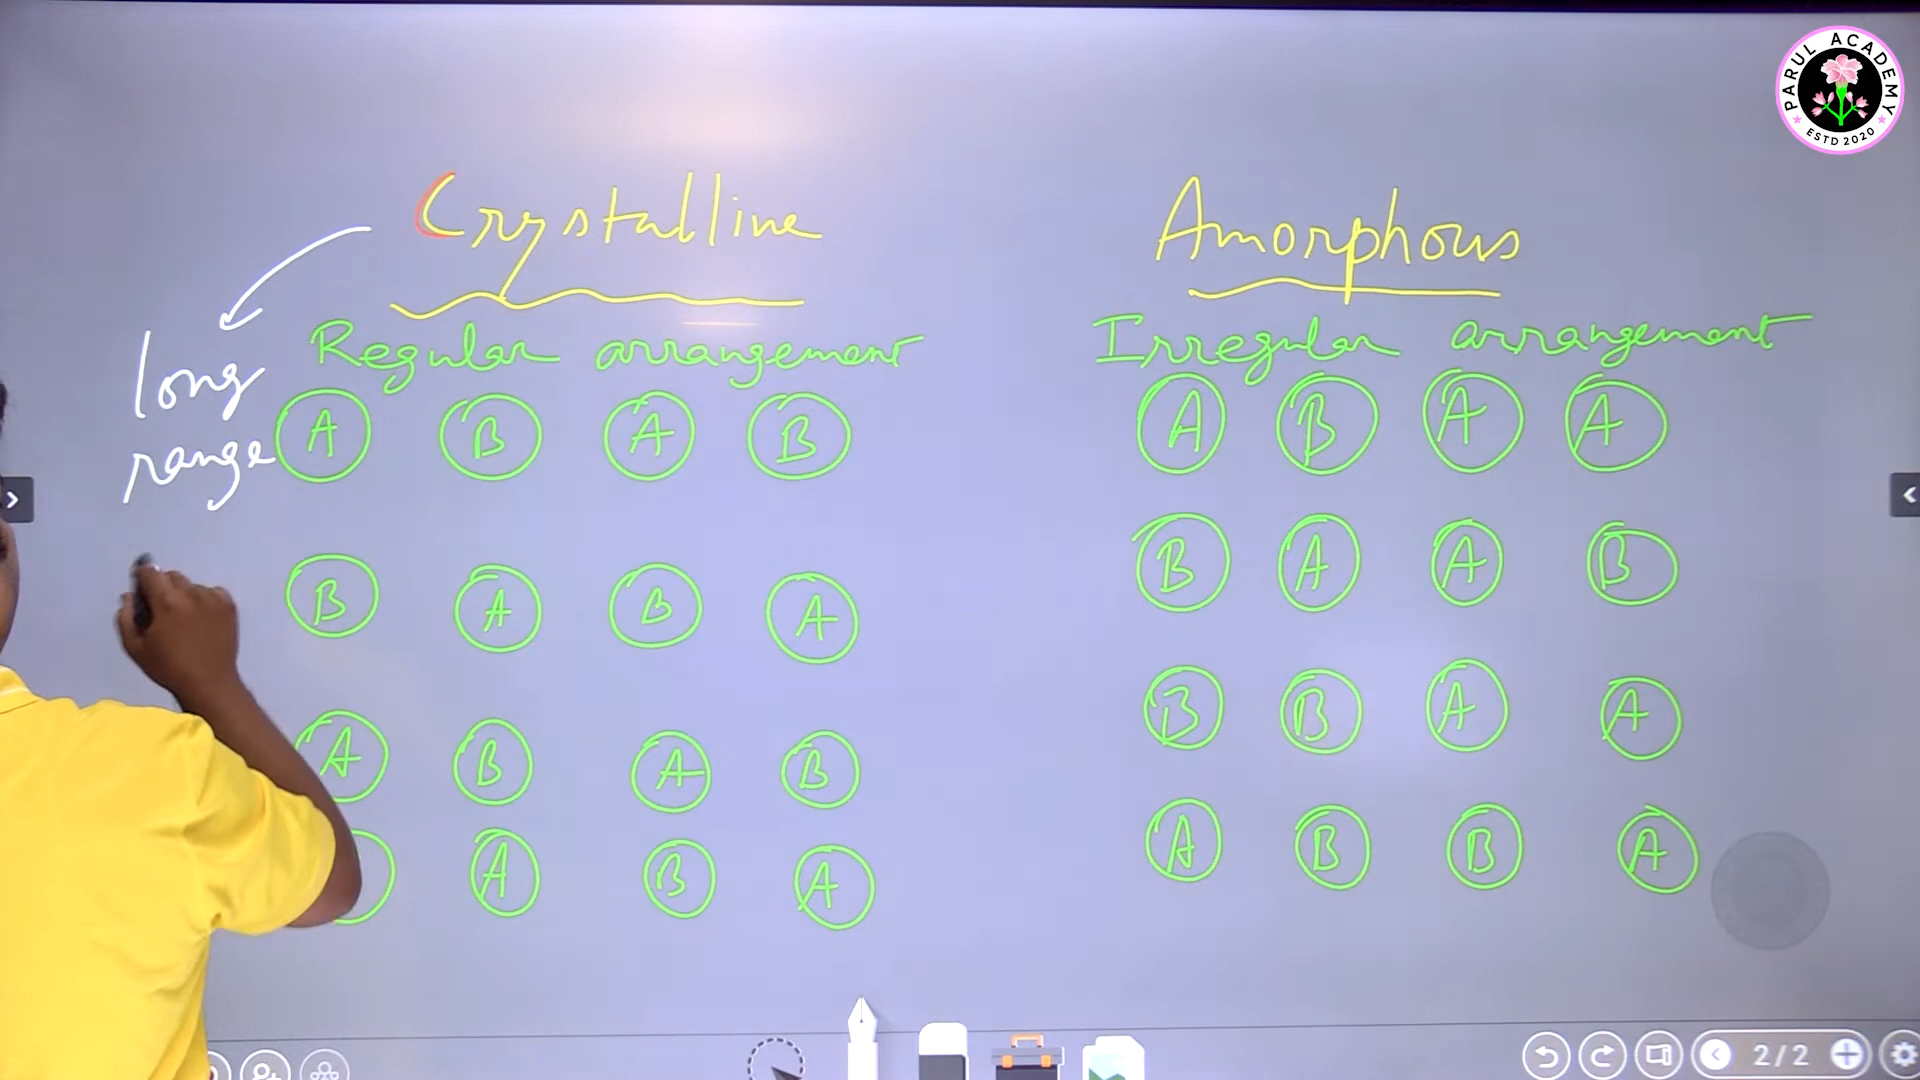 PARUL ACADEMY
ESTD 2020
Crystalline
Amorphous
long
range
Regular arrangement
Irregular arrangement
A B A B
A B A A
B A B A
B A A B
A B A B
B B A A
A B A
A B B A
2/2